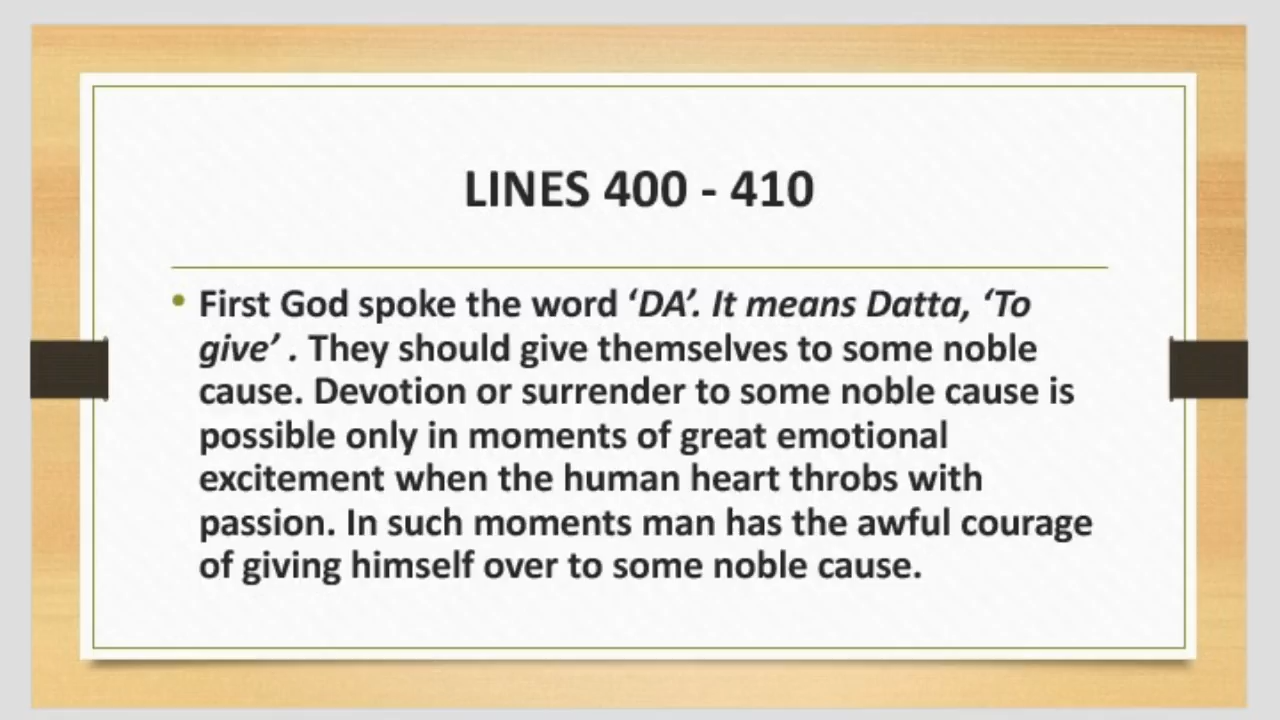 LINES 400 - 410
• First God spoke the word ‘DA’. It means Datta, ‘To
give’ . They should give themselves to some noble
cause. Devotion or surrender to some noble cause is
possible only in moments of great emotional
excitement when the human heart throbs with
passion. In such moments man has the awful courage
of giving himself over to some noble cause.